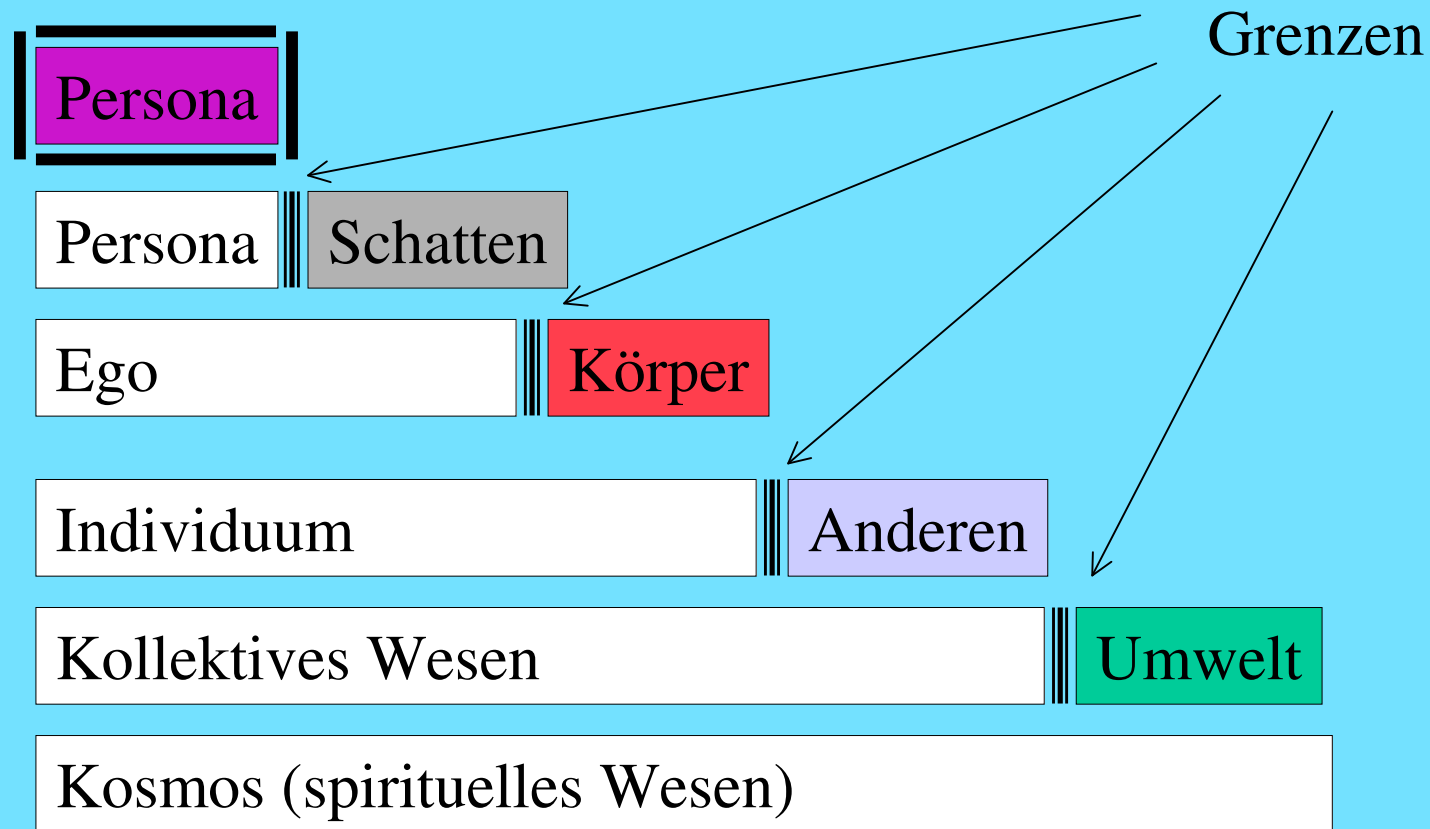 Grenzen
Persona
Persona Schatten
Ego Körper
Individuum Anderen
Kollektives Wesen Umwelt
Kosmos (spirituelles Wesen)